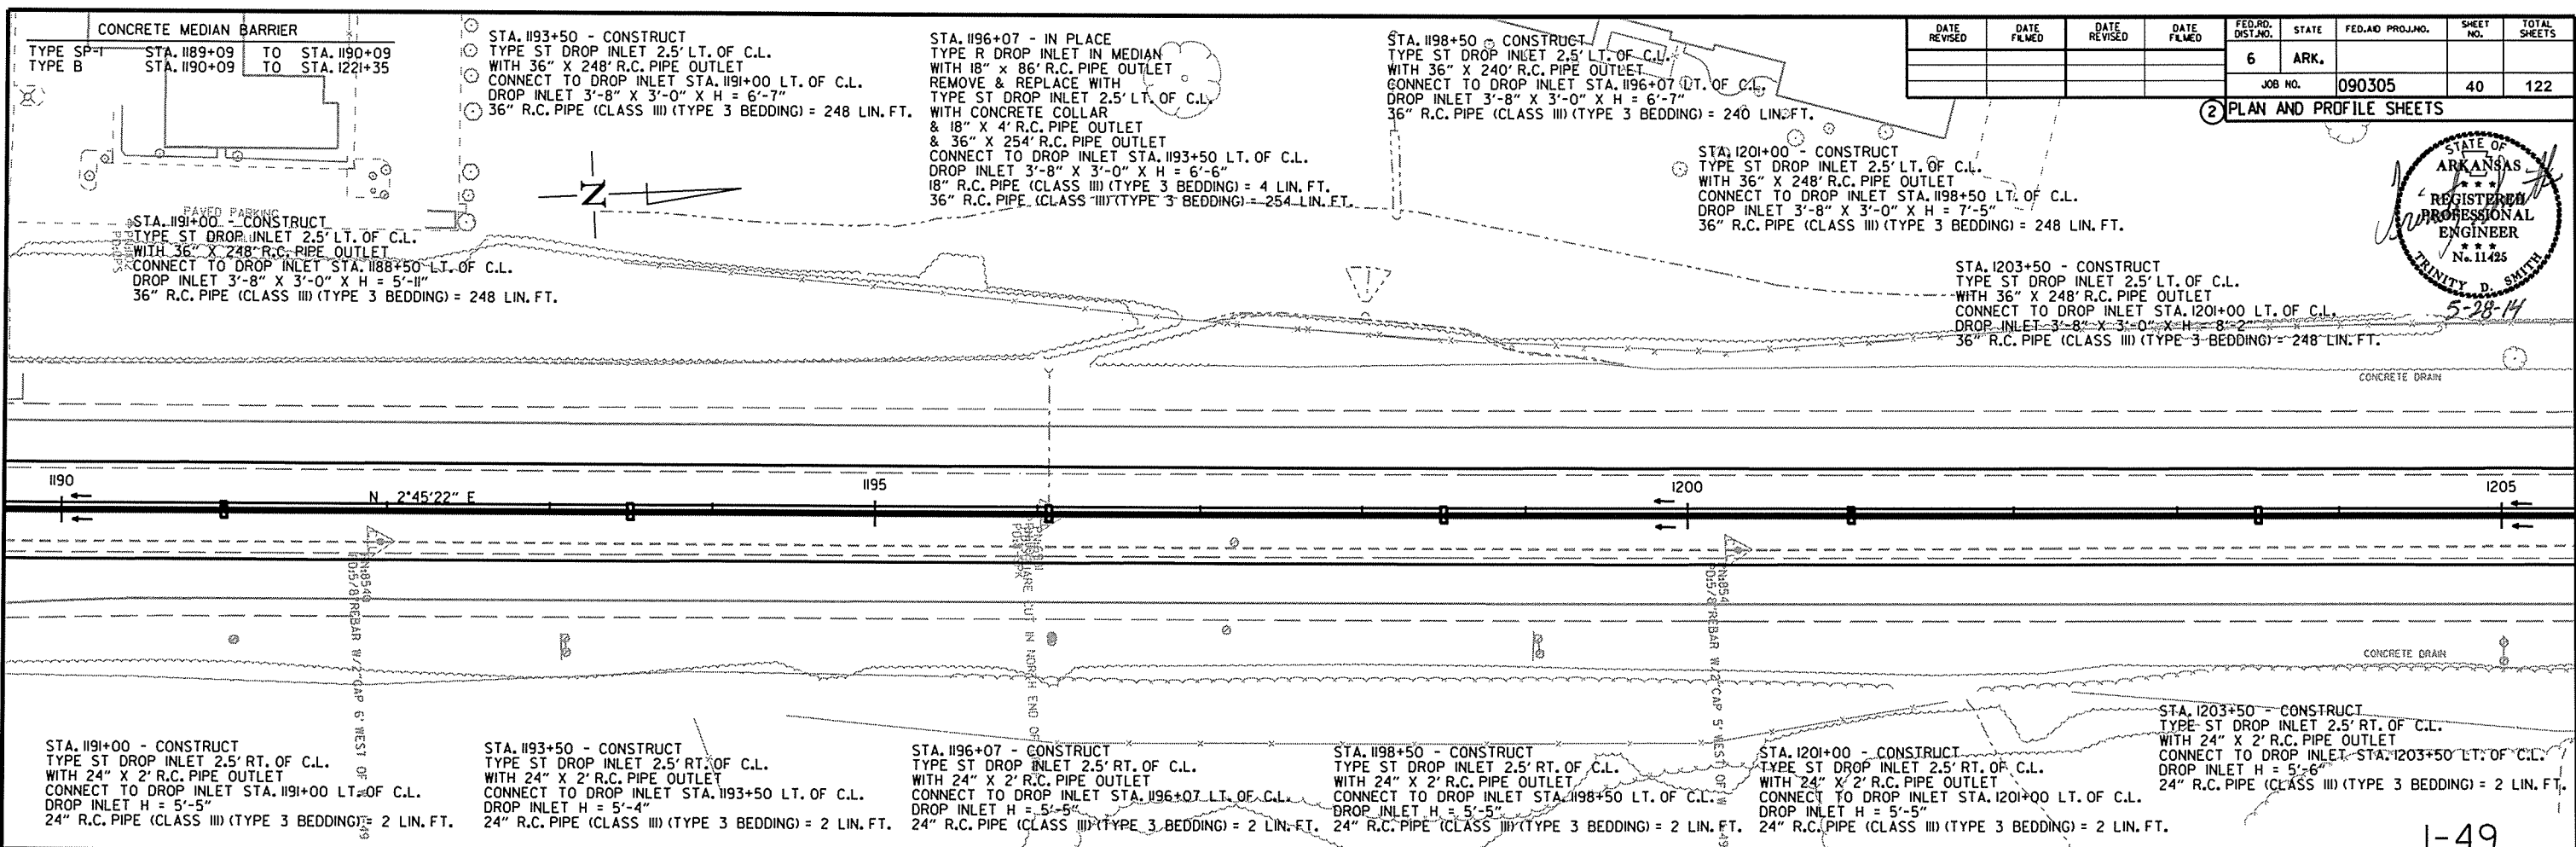 CONCRETE MEDIAN BARRIER
TYPE SP-1 STA. 1189+09 TO STA. 1190+09
TYPE B STA. 1190+09 TO STA. 1221+35
STA. 1193+50 - CONSTRUCT
TYPE ST DROP INLET 2.5' LT. OF C.L.
WITH 36" X 248' R.C. PIPE OUTLET
CONNECT TO DROP INLET STA. 1191+00 LT. OF C.L.
DROP INLET 3'-8" X 3'-0" X H = 6'-7"
36" R.C. PIPE (CLASS III) (TYPE 3 BEDDING) = 248 LIN. FT.
STA. 1196+07 - IN PLACE
TYPE R DROP INLET IN MEDIAN
WITH 18" x 86' R.C. PIPE OUTLET
REMOVE & REPLACE WITH
TYPE ST DROP INLET 2.5' LT. OF C.L.
WITH CONCRETE COLLAR
& 18" X 4' R.C. PIPE OUTLET
& 36" X 254' R.C. PIPE OUTLET
CONNECT TO DROP INLET STA. 1193+50 LT. OF C.L.
DROP INLET 3'-8" X 3'-0" X H = 6'-6"
18" R.C. PIPE (CLASS III) (TYPE 3 BEDDING) = 4 LIN. FT.
36" R.C. PIPE (CLASS III) (TYPE 3 BEDDING) = 254 LIN. FT.
STA. 1198+50 - CONSTRUCT
TYPE ST DROP INLET 2.5' LT. OF C.L.
WITH 36" X 240' R.C. PIPE OUTLET
CONNECT TO DROP INLET STA. 1196+07 LT. OF C.L.
DROP INLET 3'-8" X 3'-0" X H = 6'-7"
36" R.C. PIPE (CLASS III) (TYPE 3 BEDDING) = 240 LIN. FT.
DATE REVISED DATE FILMED DATE REVISED DATE FILMED FED.RD. DIST.NO. STATE FED.AID PROJ.NO. SHEET NO. TOTAL SHEETS
6 ARK.
JOB NO. 090305 40 122
2 PLAN AND PROFILE SHEETS
STATE OF
ARKANSAS
REGISTERED
PROFESSIONAL
ENGINEER
No. 11425
TRINITY D. SMITH
5-28-14
STA. 1201+00 - CONSTRUCT
TYPE ST DROP INLET 2.5' LT. OF C.L.
WITH 36" X 248' R.C. PIPE OUTLET
CONNECT TO DROP INLET STA. 1198+50 LT. OF C.L.
DROP INLET 3'-8" X 3'-0" X H = 7'-5"
36" R.C. PIPE (CLASS III) (TYPE 3 BEDDING) = 248 LIN. FT.
N
PAVED PARKING
STA. 1191+00 - CONSTRUCT
TYPE ST DROP INLET 2.5' LT. OF C.L.
WITH 36" X 248' R.C. PIPE OUTLET
CONNECT TO DROP INLET STA. 1188+50 LT. OF C.L.
DROP INLET 3'-8" X 3'-0" X H = 5'-11"
36" R.C. PIPE (CLASS III) (TYPE 3 BEDDING) = 248 LIN. FT.
STA. 1203+50 - CONSTRUCT
TYPE ST DROP INLET 2.5' LT. OF C.L.
WITH 36" X 248' R.C. PIPE OUTLET
CONNECT TO DROP INLET STA. 1201+00 LT. OF C.L.
DROP INLET 3'-8" X 3'-0" X H = 8'-2"
36" R.C. PIPE (CLASS III) (TYPE 3 BEDDING) = 248 LIN. FT.
CONCRETE DRAIN
1190 1195 1200 1205
N 2°45'22" E
CONCRETE DRAIN
STA. 1191+00 - CONSTRUCT
TYPE ST DROP INLET 2.5' RT. OF C.L.
WITH 24" X 2' R.C. PIPE OUTLET
CONNECT TO DROP INLET STA. 1191+00 LT. OF C.L.
DROP INLET H = 5'-5"
24" R.C. PIPE (CLASS III) (TYPE 3 BEDDING) = 2 LIN. FT.
STA. 1193+50 - CONSTRUCT
TYPE ST DROP INLET 2.5' RT. OF C.L.
WITH 24" X 2' R.C. PIPE OUTLET
CONNECT TO DROP INLET STA. 1193+50 LT. OF C.L.
DROP INLET H = 5'-4"
24" R.C. PIPE (CLASS III) (TYPE 3 BEDDING) = 2 LIN. FT.
STA. 1196+07 - CONSTRUCT
TYPE ST DROP INLET 2.5' RT. OF C.L.
WITH 24" X 2' R.C. PIPE OUTLET
CONNECT TO DROP INLET STA. 1196+07 LT. OF C.L.
DROP INLET H = 5'-5"
24" R.C. PIPE (CLASS III) (TYPE 3 BEDDING) = 2 LIN. FT.
STA. 1198+50 - CONSTRUCT
TYPE ST DROP INLET 2.5' RT. OF C.L.
WITH 24" X 2' R.C. PIPE OUTLET
CONNECT TO DROP INLET STA. 1198+50 LT. OF C.L.
DROP INLET H = 5'-5"
24" R.C. PIPE (CLASS III) (TYPE 3 BEDDING) = 2 LIN. FT.
STA. 1201+00 - CONSTRUCT
TYPE ST DROP INLET 2.5' RT. OF C.L.
WITH 24" X 2' R.C. PIPE OUTLET
CONNECT TO DROP INLET STA. 1201+00 LT. OF C.L.
DROP INLET H = 5'-5"
24" R.C. PIPE (CLASS III) (TYPE 3 BEDDING) = 2 LIN. FT.
STA. 1203+50 - CONSTRUCT
TYPE ST DROP INLET 2.5' RT. OF C.L.
WITH 24" X 2' R.C. PIPE OUTLET
CONNECT TO DROP INLET STA. 1203+50 LT. OF C.L.
DROP INLET H = 5'-6"
24" R.C. PIPE (CLASS III) (TYPE 3 BEDDING) = 2 LIN. FT.
I-49